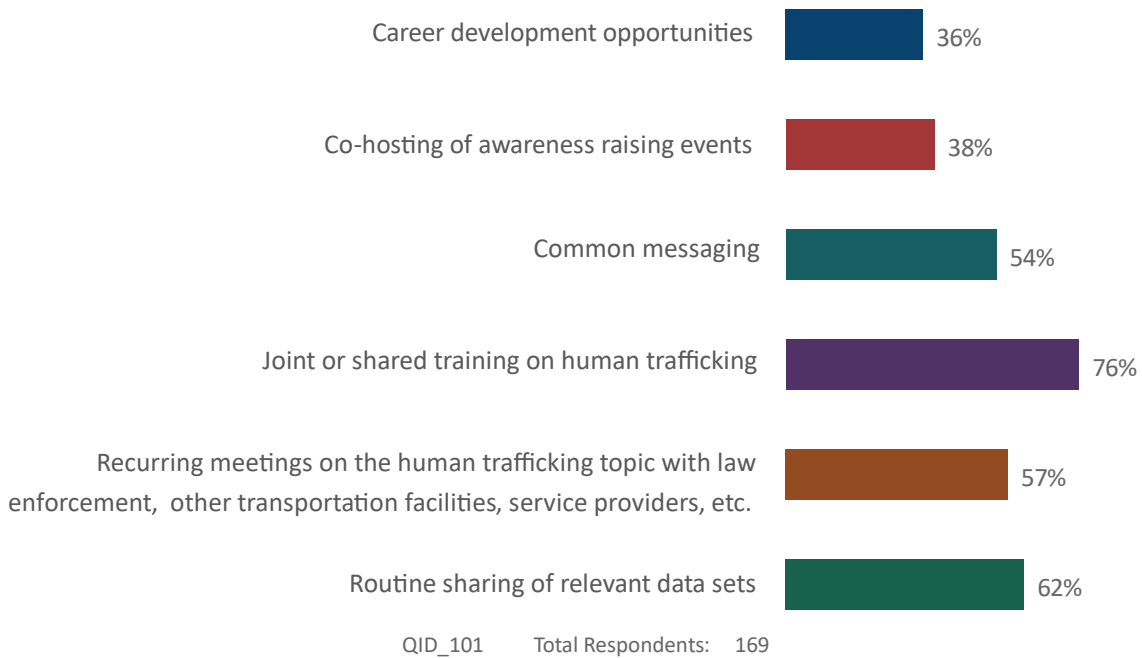 Career development opportunities 36%
Co-hosting of awareness raising events 38%
Common messaging 54%
Joint or shared training on human trafficking 76%
Recurring meetings on the human trafficking topic with law
enforcement, other transportation facilities, service providers, etc. 57%
Routine sharing of relevant data sets 62%
QID_101 Total Respondents: 169